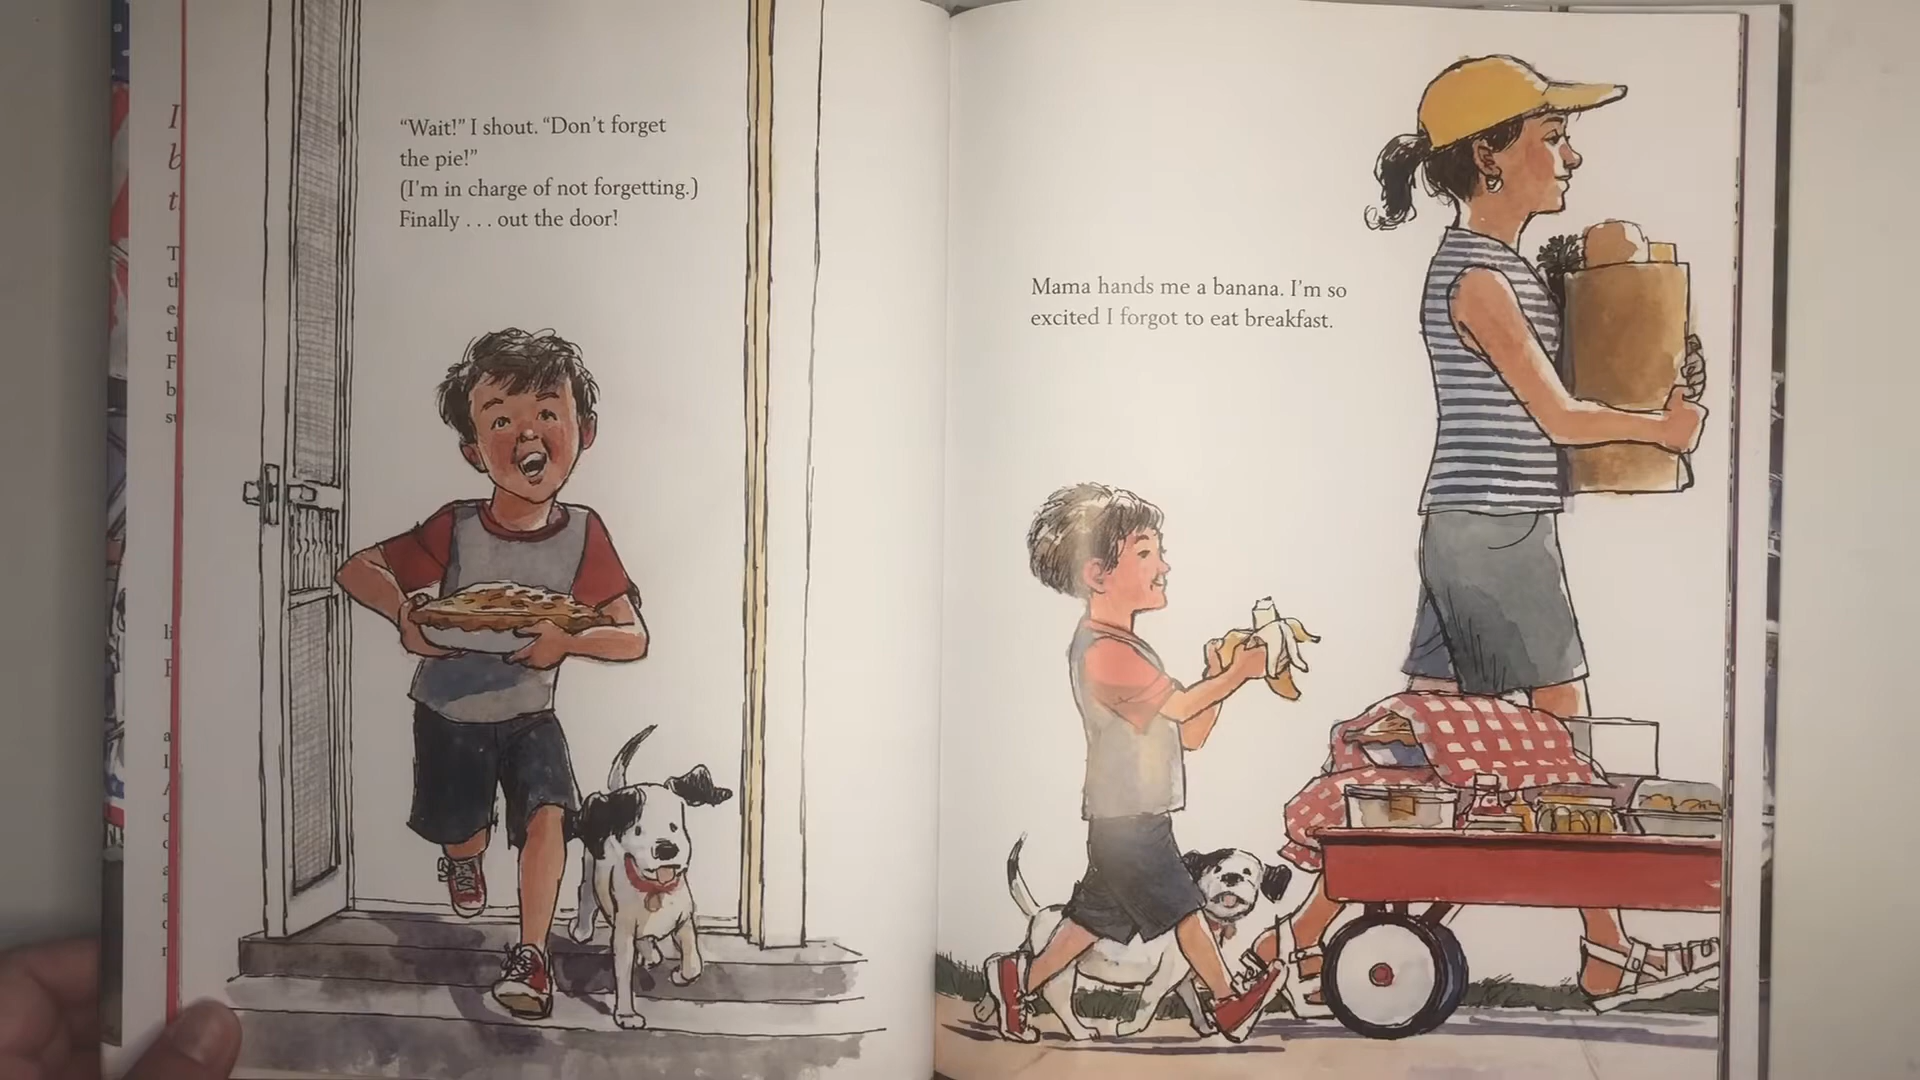 “Wait!” I shout. “Don’t forget
the pie!”
(I’m in charge of not forgetting.)
Finally . . . out the door!
Mama hands me a banana. I’m so
excited I forgot to eat breakfast.